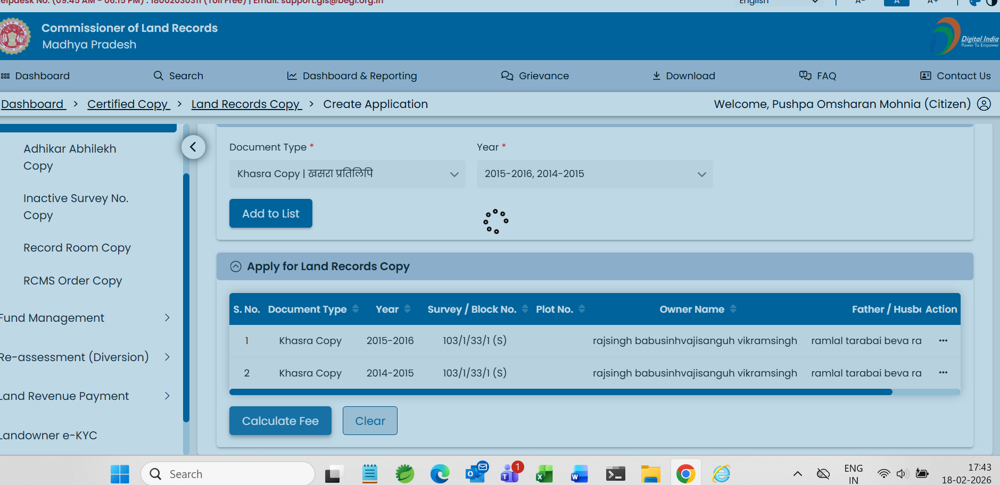 Helpdesk No. (09:45 AM - 06:15 PM) : 18002030311 (Toll Free) | Email: support.gis@begl.org.in
English
A-
A
A+
Commissioner of Land Records
Madhya Pradesh
Digital India
Power To Empower
Dashboard
Search
Dashboard & Reporting
Grievance
Download
FAQ
Contact Us
Dashboard > Certified Copy > Land Records Copy > Create Application
Welcome, Pushpa Omsharan Mohnia (Citizen)
Adhikar Abhilekh
Copy
Inactive Survey No.
Copy
Record Room Copy
RCMS Order Copy
Fund Management
Re-assessment (Diversion)
Land Revenue Payment
Landowner e-KYC
Document Type *
Year *
Khasra Copy | खसरा प्रतिलिपि
2015-2016, 2014-2015
Add to List
Apply for Land Records Copy
S. No. Document Type Year Survey / Block No. Plot No. Owner Name Father / Husb Action
1 Khasra Copy 2015-2016 103/1/33/1 (S) rajsingh babusinhvajisanguh vikramsingh ramlal tarabai beva ra ...
2 Khasra Copy 2014-2015 103/1/33/1 (S) rajsingh babusinhvajisanguh vikramsingh ramlal tarabai beva ra ...
Calculate Fee
Clear
Search
1
ENG
IN
17:43
18-02-2026